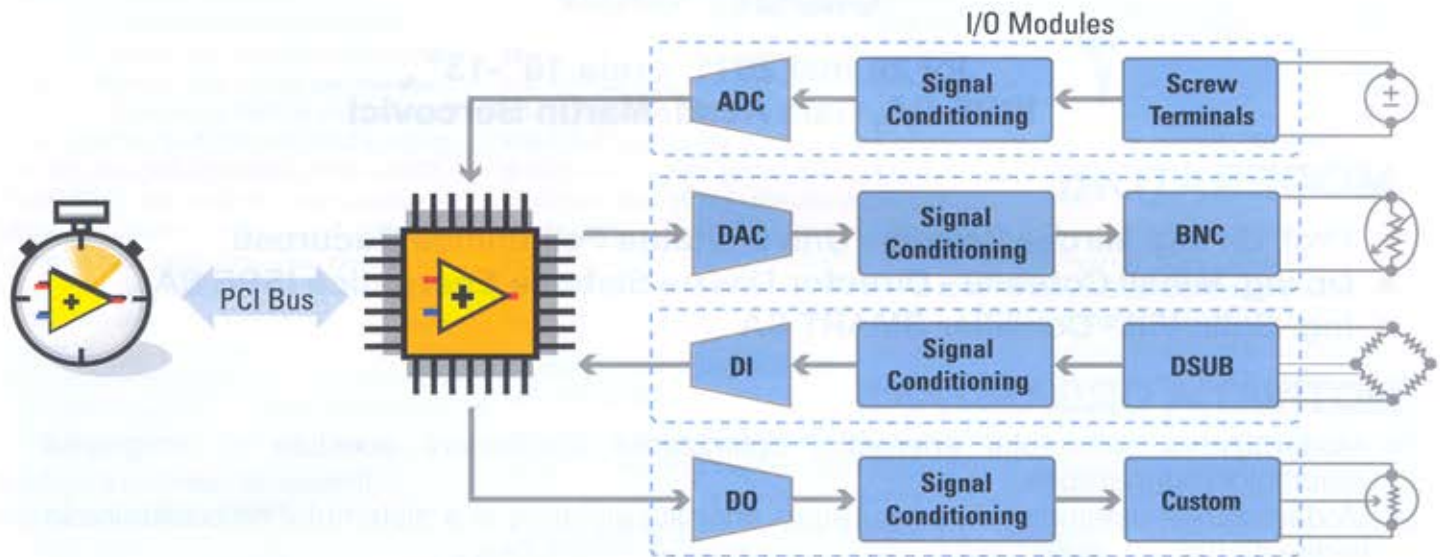 I/O Modules
ADC
Signal
Conditioning
Screw
Terminals
DAC
Signal
Conditioning
BNC
PCI Bus
DI
Signal
Conditioning
DSUB
DO
Signal
Conditioning
Custom